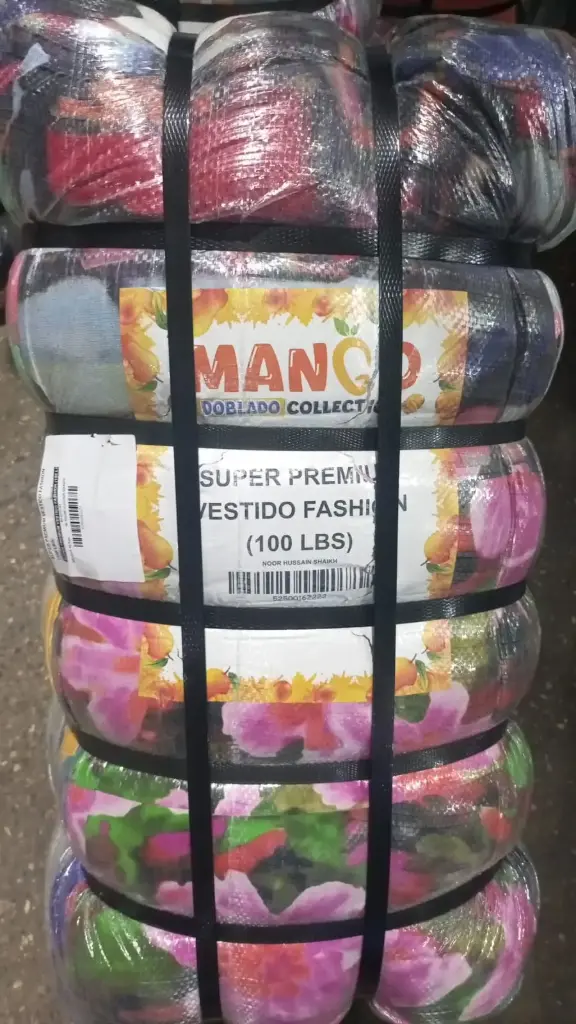 MANGO
DOBLADO COLLECTI
SUPER PREMIU
VESTIDO FASHION
(100 LBS)
NOOR HUSSAIN SHAIKH